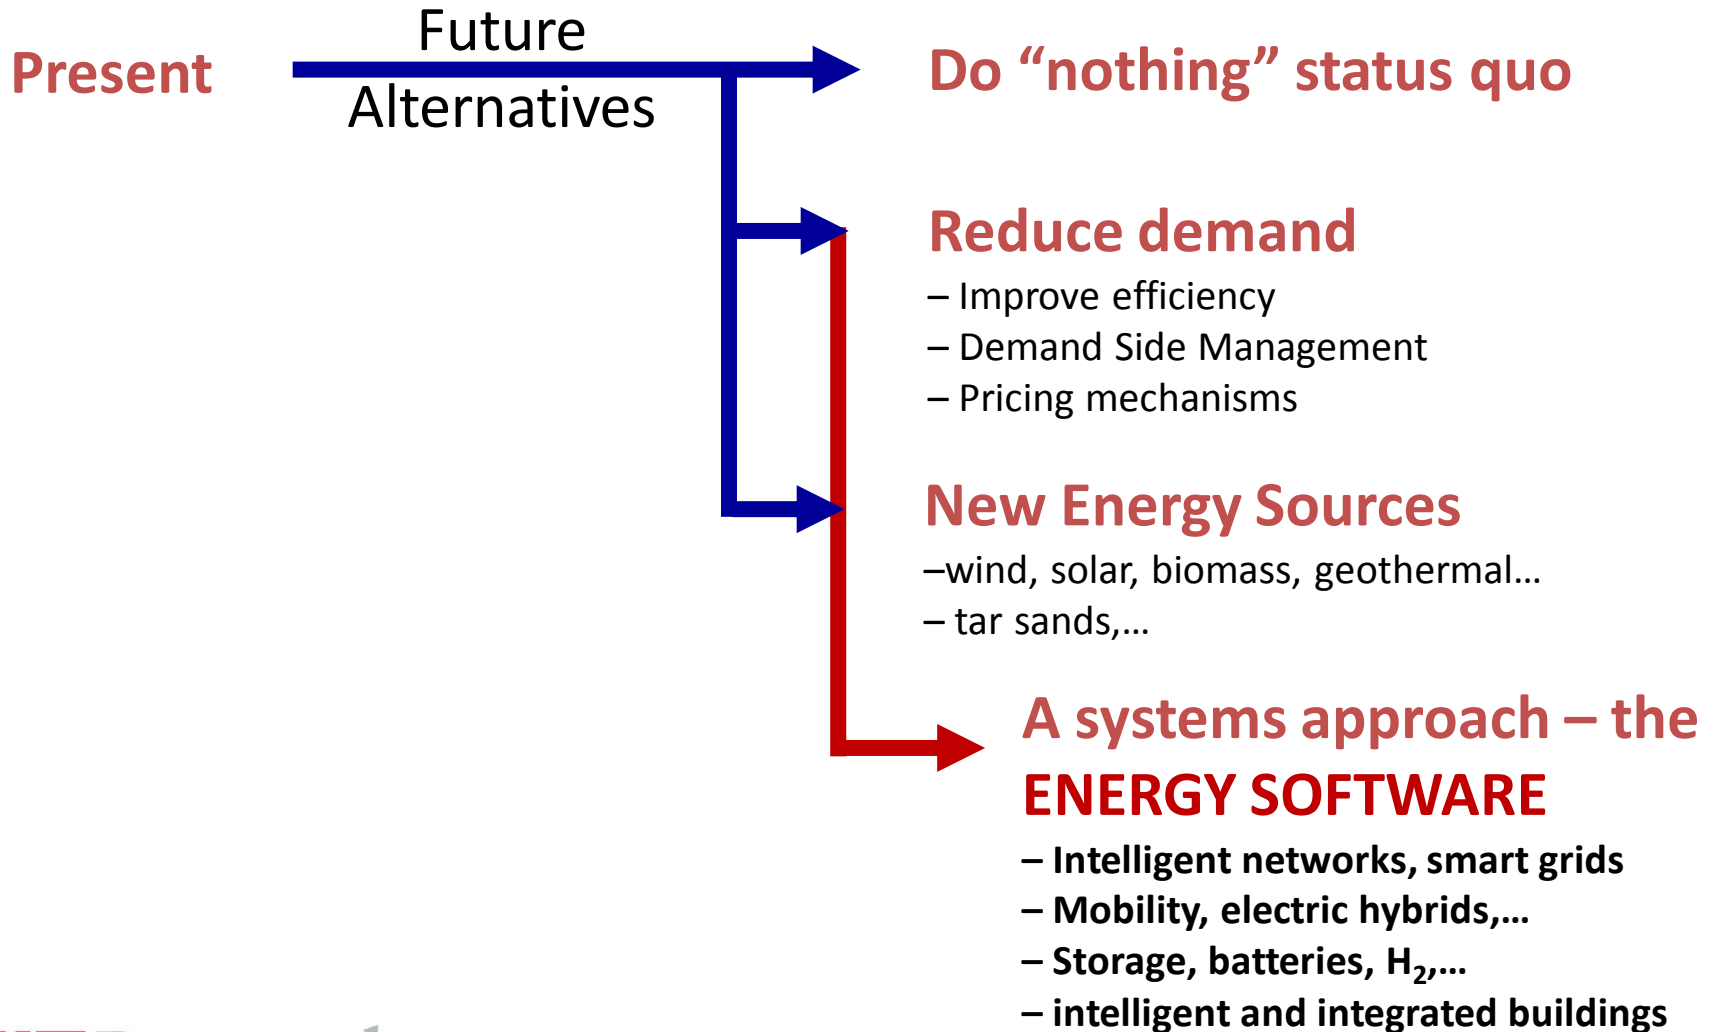 Present
Future
Alternatives
Do “nothing” status quo
Reduce demand
– Improve efficiency
– Demand Side Management
– Pricing mechanisms
New Energy Sources
–wind, solar, biomass, geothermal...
– tar sands,...
A systems approach – the
ENERGY SOFTWARE
– Intelligent networks, smart grids
– Mobility, electric hybrids,...
– Storage, batteries, H₂,...
– intelligent and integrated buildings